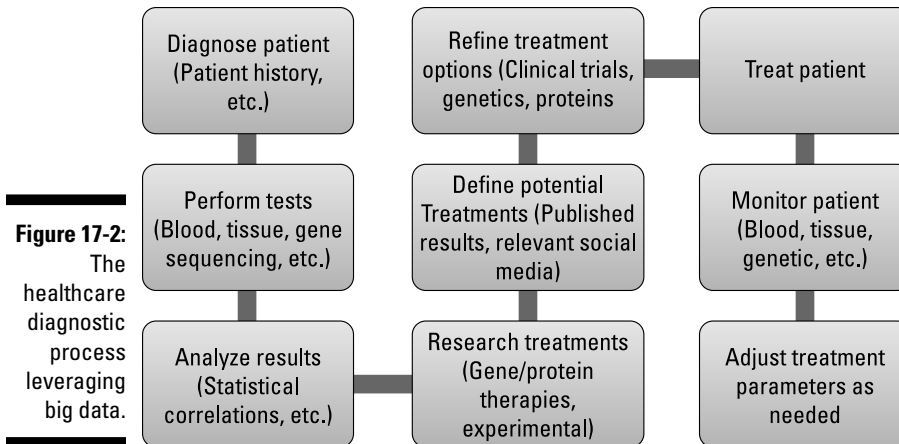 Diagnose patient
(Patient history,
etc.)
Perform tests
(Blood, tissue, gene
sequencing, etc.)
Analyze results
(Statistical
correlations, etc.)
Research treatments
(Gene/protein
therapies,
experimental)
Define potential
Treatments (Published
results, relevant social
media)
Refine treatment
options (Clinical trials,
genetics, proteins
Treat patient
Monitor patient
(Blood, tissue,
genetic, etc.)
Adjust treatment
parameters as
needed
Figure 17-2:
The
healthcare
diagnostic
process
leveraging
big data.